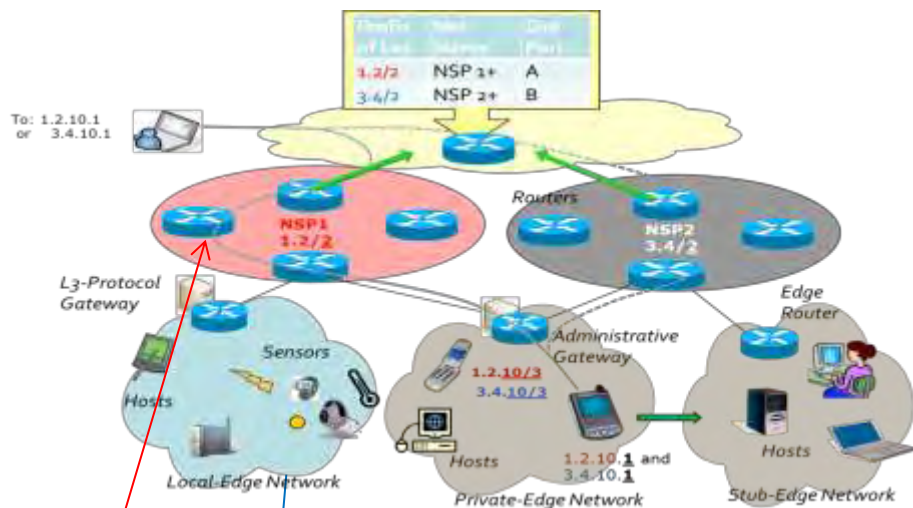 1.2/2 NSP 1+ A
3.4/2 NSP 2+ B
To: 1.2.10.1
or 3.4.10.1
Routers
NSP1
1.2/2
NSP2
3.4/2
L3-Protocol
Gateway
Edge
Router
Sensors
Administrative
Gateway
1.2.10/3
3.4.10/3
Hosts
Hosts
Hosts
1.2.10.1 and
3.4.10.1
Local-Edge Network
Private-Edge Network
Stub-Edge Network